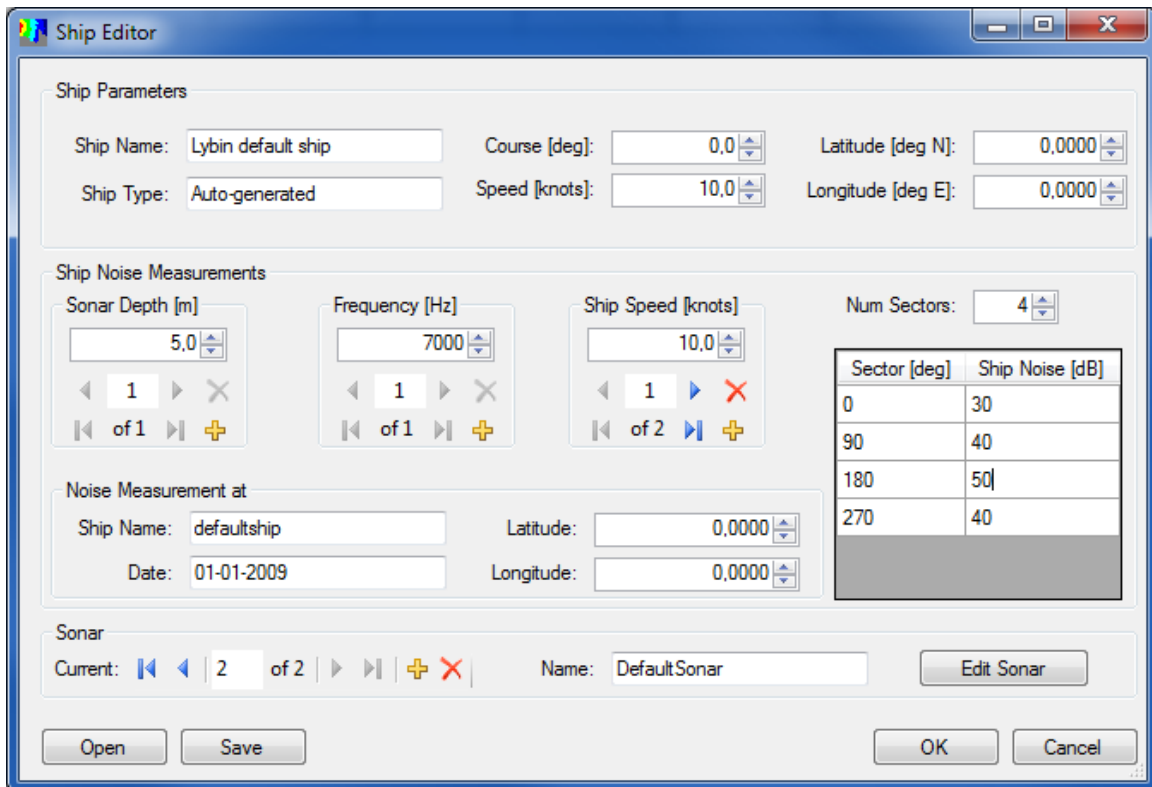 Ship Editor
Ship Parameters
Ship Name: Lybin default ship Course [deg]: 0,0 Latitude [deg N]: 0,0000
Ship Type: Auto-generated Speed [knots]: 10,0 Longitude [deg E]: 0,0000
Ship Noise Measurements
Sonar Depth [m] Frequency [Hz] Ship Speed [knots] Num Sectors: 4
5,0 7000 10,0
1 1 1
of 1 of 1 of 2
Sector [deg] Ship Noise [dB]
0 30
90 40
180 50
270 40
Noise Measurement at
Ship Name: defaultship Latitude: 0,0000
Date: 01-01-2009 Longitude: 0,0000
Sonar
Current: 2 of 2 Name: DefaultSonar Edit Sonar
Open Save OK Cancel